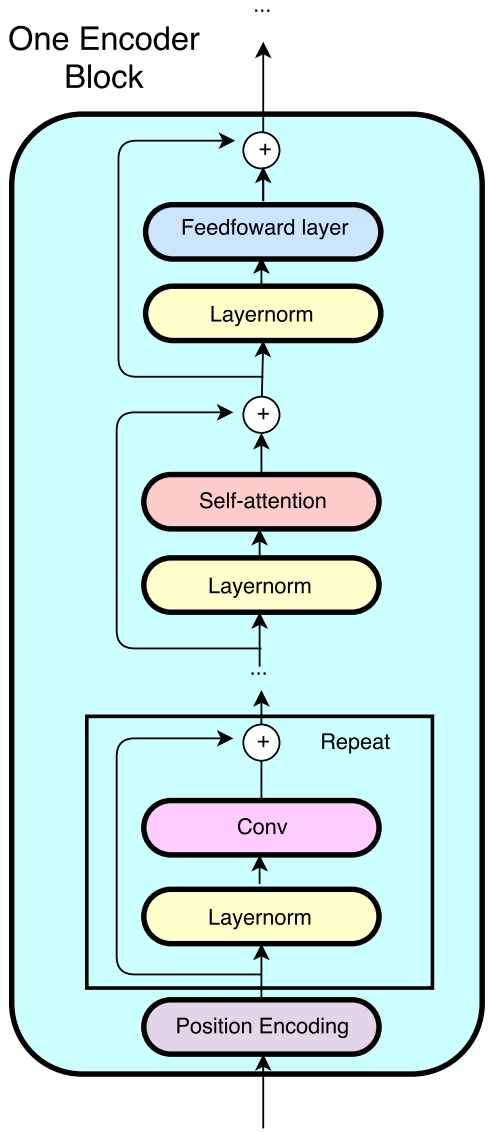 ...
One Encoder
Block
+
Feedfoward layer
Layernorm
+
Self-attention
Layernorm
...
+
Repeat
Conv
Layernorm
Position Encoding